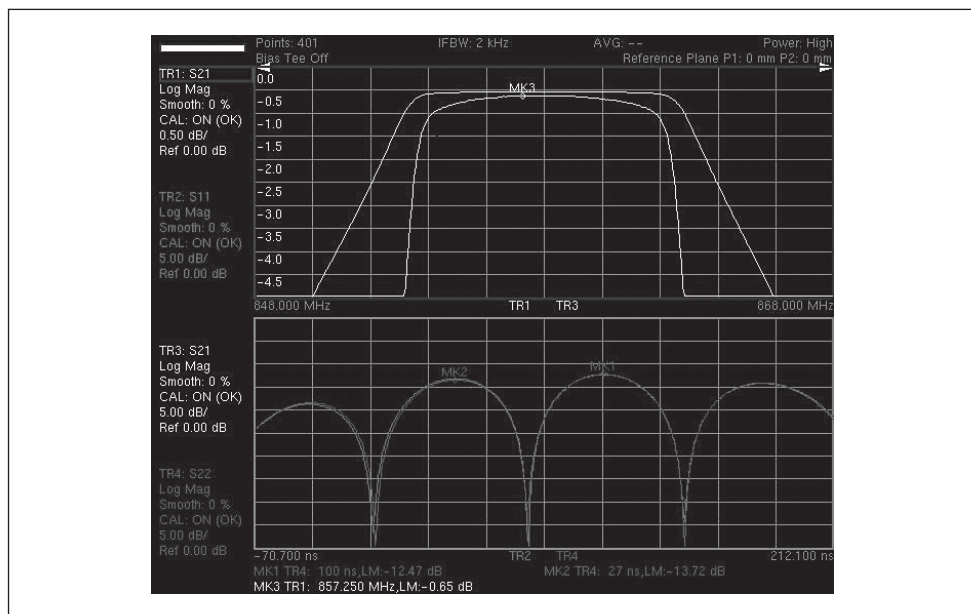 Points: 401 IFBW: 2 kHz AVG: -- Power: High
Bias Tee Off Reference Plane P1: 0 mm P2: 0 mm
TR1: S21
Log Mag
Smooth: 0 %
CAL: ON (OK)
0.50 dB/
Ref 0.00 dB
TR2: S11
Log Mag
Smooth: 0 %
CAL: ON (OK)
5.00 dB/
Ref 0.00 dB
0.0
-0.5
-1.0
-1.5
-2.0
-2.5
-3.0
-3.5
-4.0
-4.5
MK3
848.000 MHz TR1 TR3 868.000 MHz
TR3: S21
Log Mag
Smooth: 0 %
CAL: ON (OK)
5.00 dB/
Ref 0.00 dB
TR4: S22
Log Mag
Smooth: 0 %
CAL: ON (OK)
5.00 dB/
Ref 0.00 dB
MK2 MK1
-70.700 ns TR2 TR4 212.100 ns
MK1 TR4: 100 ns,LM:-12.47 dB MK2 TR4: 27 ns,LM:-13.72 dB
MK3 TR1: 857.250 MHz,LM:-0.65 dB